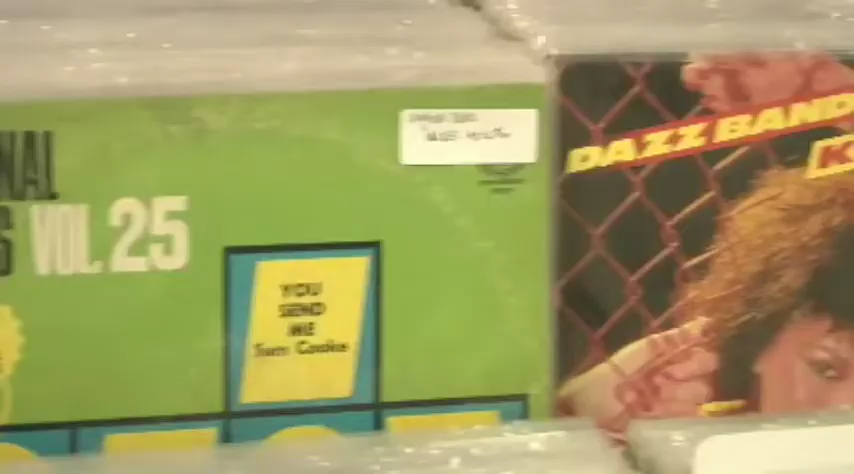 NAL
S VOL. 25
YOU
SEND
ME
Sam Cooke
DAZZ BAND